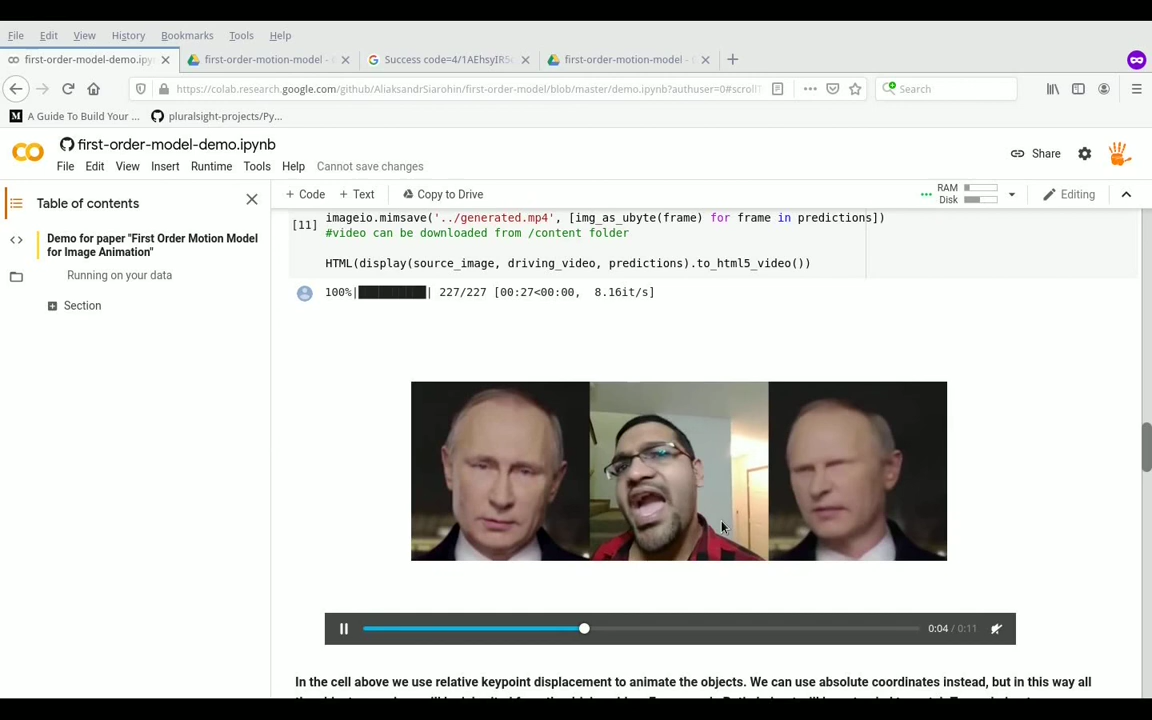 File Edit View History Bookmarks Tools Help
first-order-model-demo.ipy
first-order-motion-model -
Success code=4/1AEhsyIR5
first-order-motion-model -
https://colab.research.google.com/github/AliaksandrSiarohin/first-order-model/blob/master/demo.ipynb?authuser=0#scrollT
Search
A Guide To Build Your ... pluralsight-projects/Py...
first-order-model-demo.ipynb
Share
File Edit View Insert Runtime Tools Help Cannot save changes
+ Code + Text Copy to Drive
RAM
Disk
Editing
Table of contents
Demo for paper "First Order Motion Model
for Image Animation"
Running on your data
Section
imageio.mimsave('../generated.mp4', [img_as_ubyte(frame) for frame in predictions])
[11]
#video can be downloaded from /content folder
HTML(display(source_image, driving_video, predictions).to_html5_video())
100%|██████████| 227/227 [00:27<00:00, 8.16it/s]
0:04 / 0:11
In the cell above we use relative keypoint displacement to animate the objects. We can use absolute coordinates instead, but in this way all